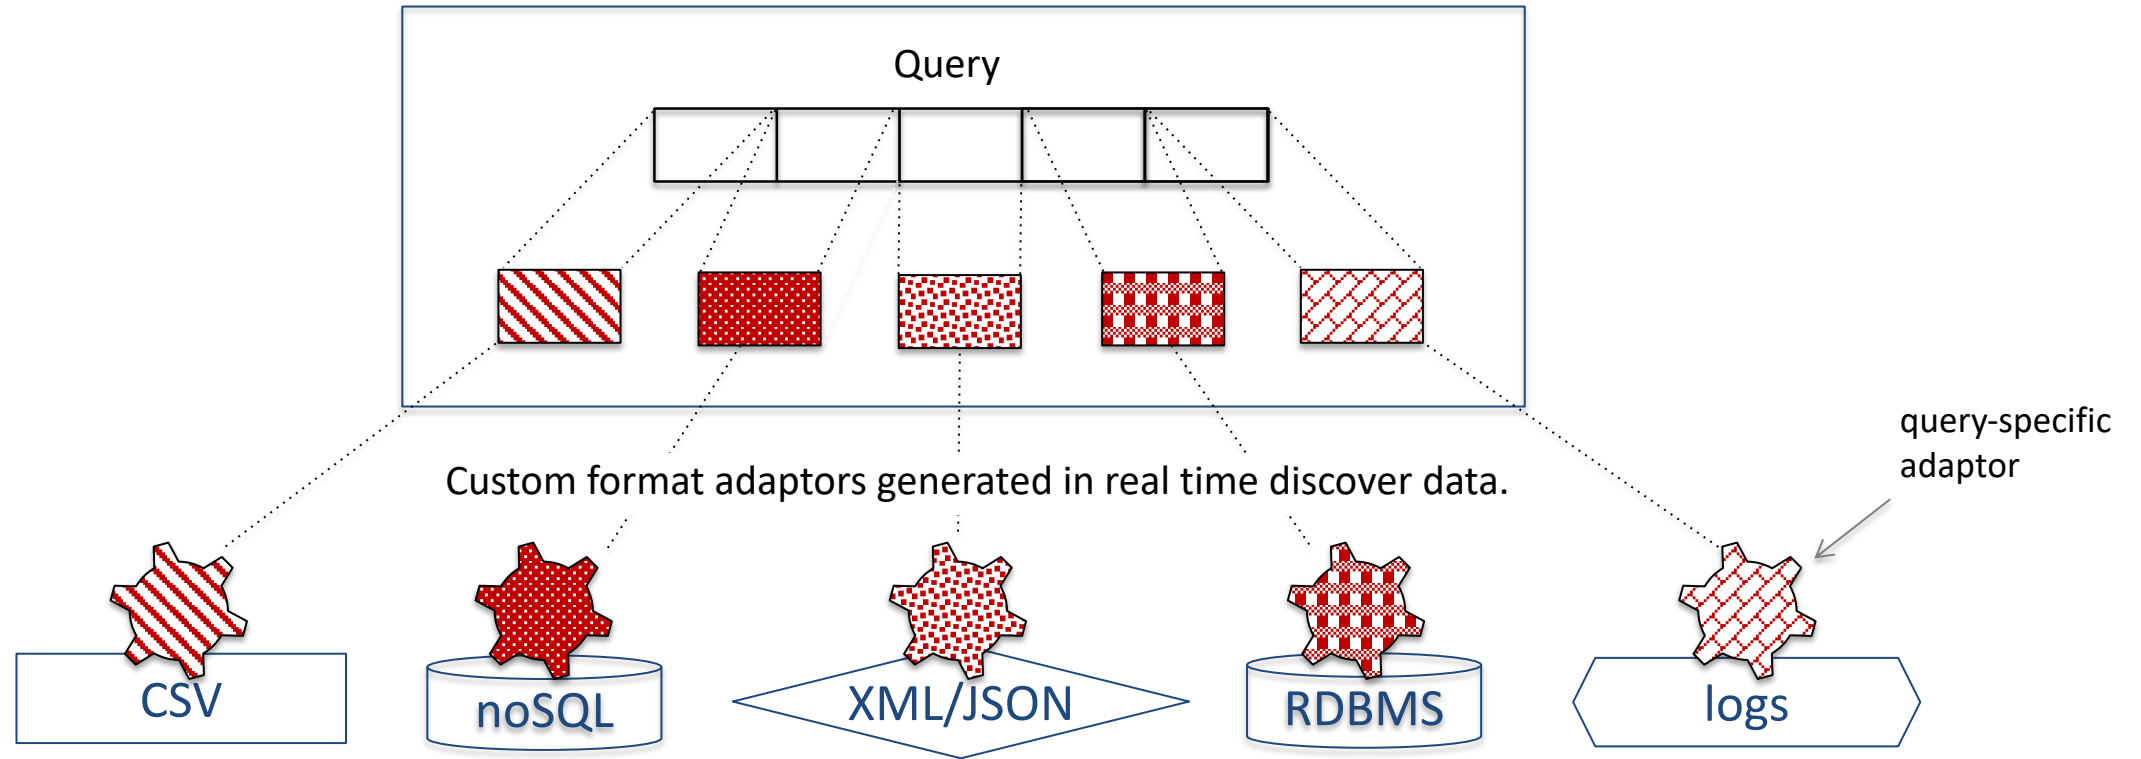 Query
query-specific
adaptor
Custom format adaptors generated in real time discover data.
CSV
noSQL
XML/JSON
RDBMS
logs